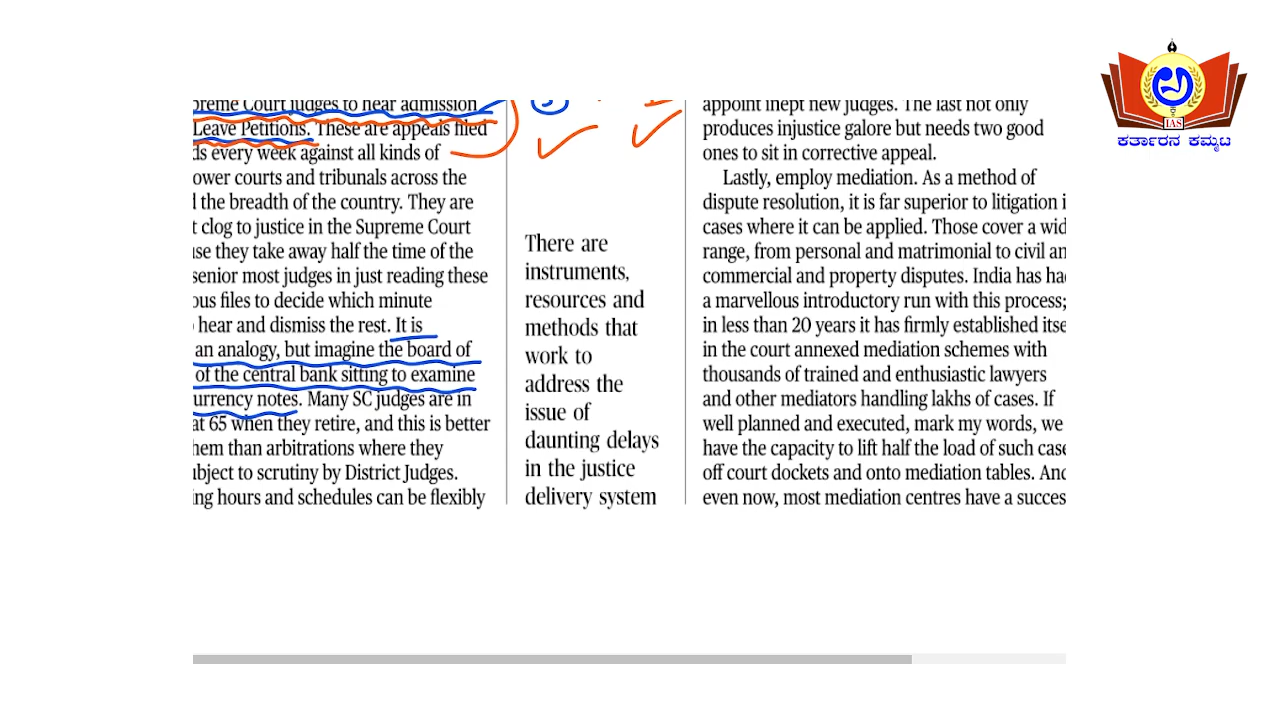 preme Court judges to hear admission
Leave Petitions. These are appeals filed
ds every week against all kinds of
ower courts and tribunals across the
d the breadth of the country. They are
t clog to justice in the Supreme Court
use they take away half the time of the
senior most judges in just reading these
ous files to decide which minute
hear and dismiss the rest. It is
an analogy, but imagine the board of
of the central bank sitting to examine
urrency notes. Many SC judges are in
at 65 when they retire, and this is better
hem than arbitrations where they
ubject to scrutiny by District Judges.
ing hours and schedules can be flexibly
There are
instruments,
resources and
methods that
work to
address the
issue of
daunting delays
in the justice
delivery system
appoint inept new judges. The last not only
produces injustice galore but needs two good
ones to sit in corrective appeal.
Lastly, employ mediation. As a method of
dispute resolution, it is far superior to litigation i
cases where it can be applied. Those cover a wid
range, from personal and matrimonial to civil an
commercial and property disputes. India has ha
a marvellous introductory run with this process;
in less than 20 years it has firmly established itse
in the court annexed mediation schemes with
thousands of trained and enthusiastic lawyers
and other mediators handling lakhs of cases. If
well planned and executed, mark my words, we
have the capacity to lift half the load of such case
off court dockets and onto mediation tables. And
even now, most mediation centres have a succes
IAS
ಕರ್ತಾರನ ಕಮ್ಮಟ